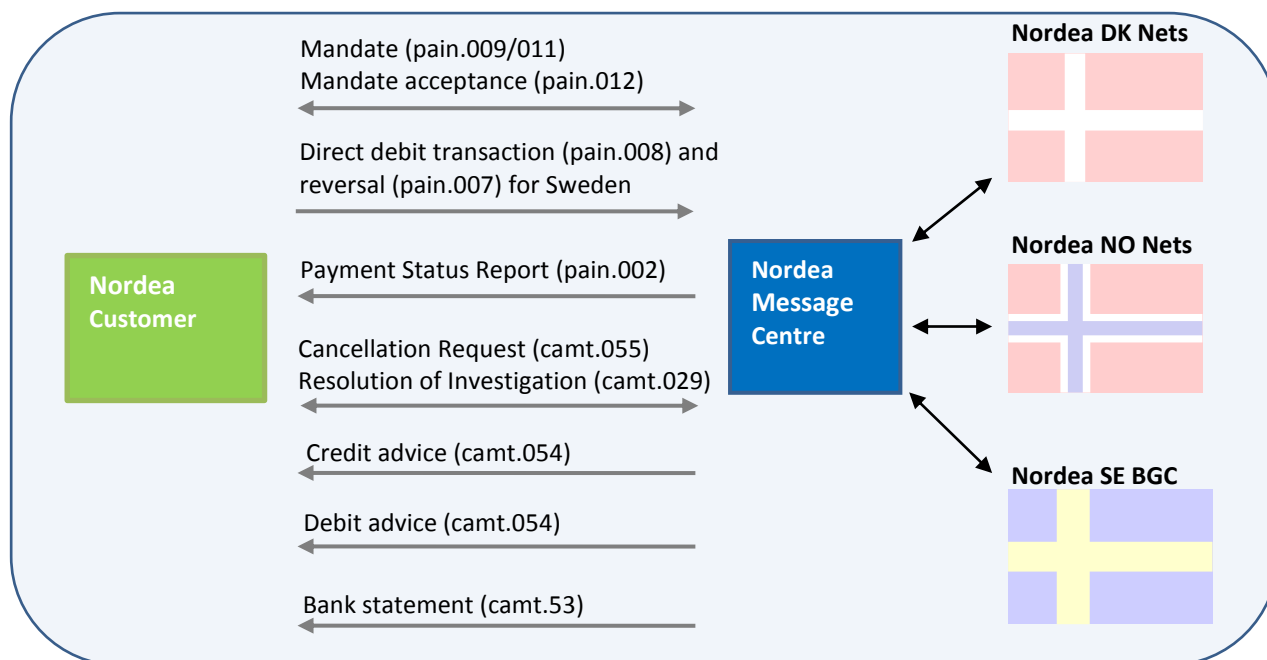 Mandate (pain.009/011)
Mandate acceptance (pain.012)
Direct debit transaction (pain.008) and
reversal (pain.007) for Sweden
Payment Status Report (pain.002)
Cancellation Request (camt.055)
Resolution of Investigation (camt.029)
Credit advice (camt.054)
Debit advice (camt.054)
Bank statement (camt.53)
Nordea
Customer
Nordea
Message
Centre
Nordea DK Nets
Nordea NO Nets
Nordea SE BGC